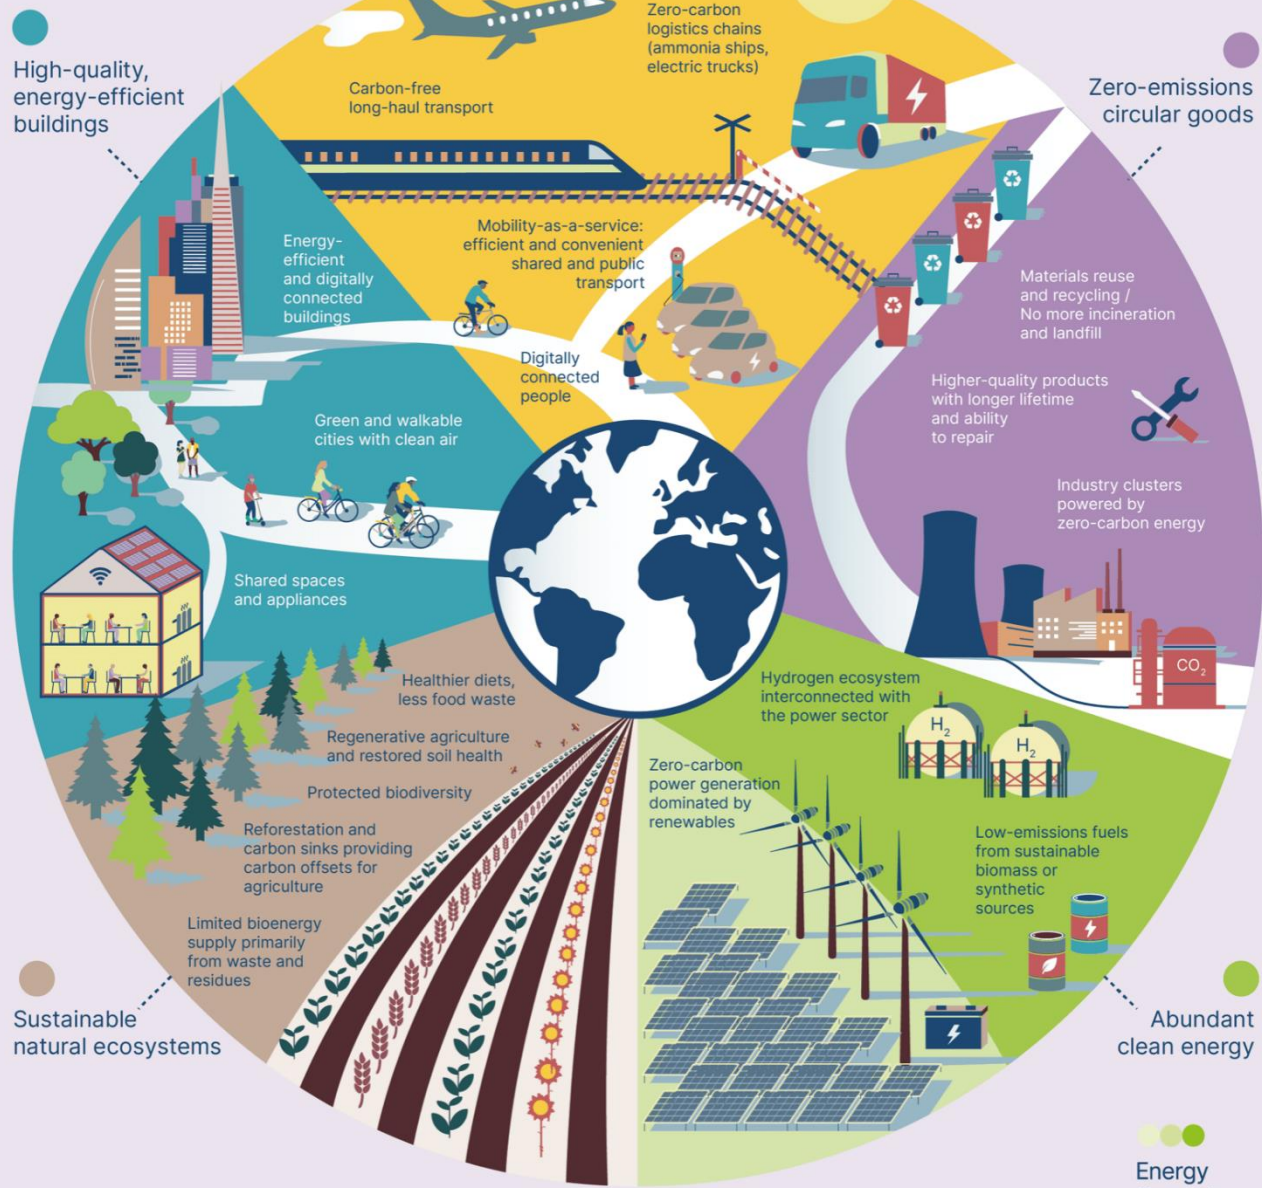 High-quality,
energy-efficient
buildings
Carbon-free
long-haul transport
Zero-carbon
logistics chains
(ammonia ships,
electric trucks)
Zero-emissions
circular goods
Energy-
efficient
and digitally
connected
buildings
Mobility-as-a-service:
efficient and convenient
shared and public
transport
Digitally
connected
people
Materials reuse
and recycling /
No more incineration
and landfill
Higher-quality products
with longer lifetime
and ability
to repair
Industry clusters
powered by
zero-carbon energy
CO2
Green and walkable
cities with clean air
Shared spaces
and appliances
Healthier diets,
less food waste
Regenerative agriculture
and restored soil health
Protected biodiversity
Reforestation and
carbon sinks providing
carbon offsets for
agriculture
Limited bioenergy
supply primarily
from waste and
residues
Sustainable
natural ecosystems
Hydrogen ecosystem
interconnected with
the power sector
H2
H2
Zero-carbon
power generation
dominated by
renewables
Low-emissions fuels
from sustainable
biomass or
synthetic
sources
Abundant
clean energy
Energy